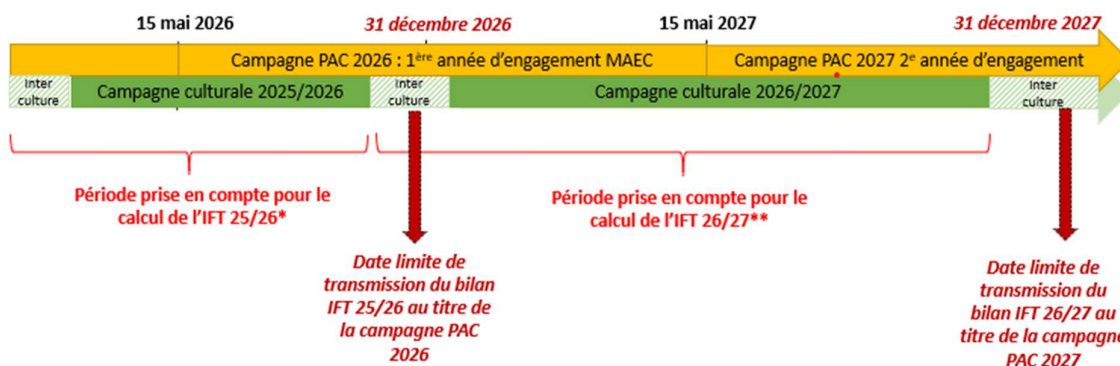 15 mai 2026
31 décembre 2026
15 mai 2027
31 décembre 2027
Campagne PAC 2026 : 1ère année d’engagement MAEC
Campagne PAC 2027 2e année d’engagement
Inter
culture
Campagne culturale 2025/2026
Inter
culture
Campagne culturale 2026/2027
Inter
culture
Période prise en compte pour le
calcul de l’IFT 25/26*
Période prise en compte pour le
calcul de l’IFT 26/27**
Date limite de
transmission du bilan
IFT 25/26 au titre de
la campagne PAC
2026
Date limite de
transmission du
bilan IFT 26/27 au
titre de la campagne
PAC 2027